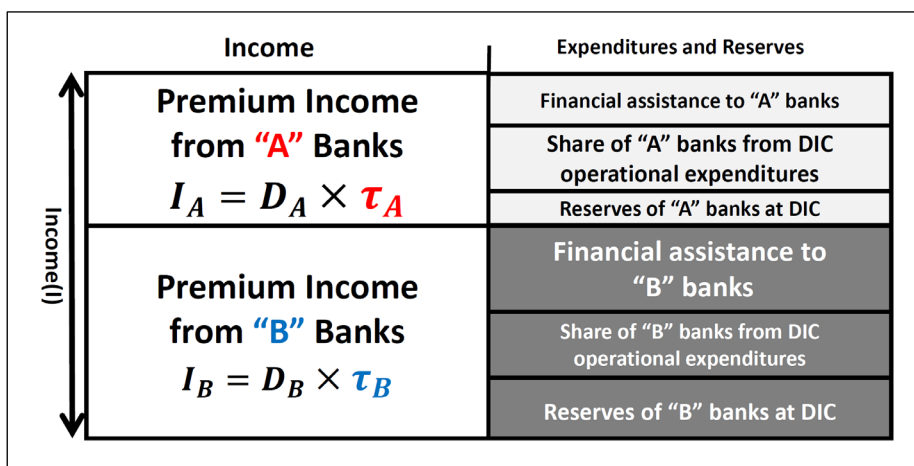 Income
Expenditures and Reserves
Income(I)
Premium Income
from “A” Banks
I_A = D_A × τ_A
Financial assistance to “A” banks
Share of “A” banks from DIC
operational expenditures
Reserves of “A” banks at DIC
Premium Income
from “B” Banks
I_B = D_B × τ_B
Financial assistance to
“B” banks
Share of “B” banks from DIC
operational expenditures
Reserves of “B” banks at DIC